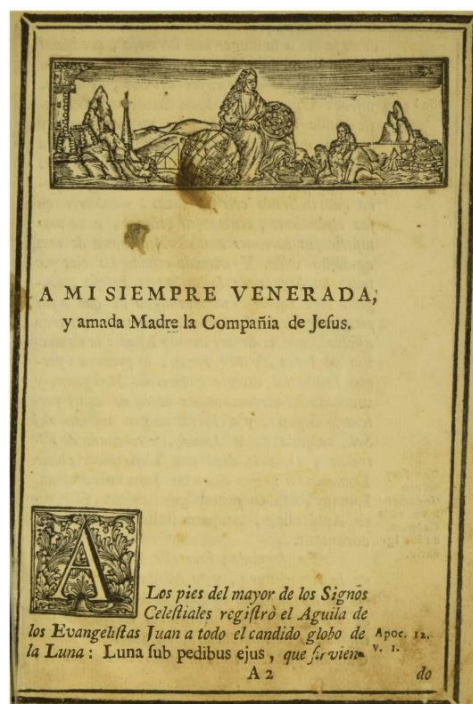 A MI SIEMPRE VENERADA,
y amada Madre la Compañia de Jesus.
A Los pies del mayor de los Signos
Celestiales registrò el Aguila de
los Evangelistas Juan a todo el candido globo de
la Luna: Luna sub pedibus ejus, que sirvien-
Apoc. 12.
v. 1.
A 2
do